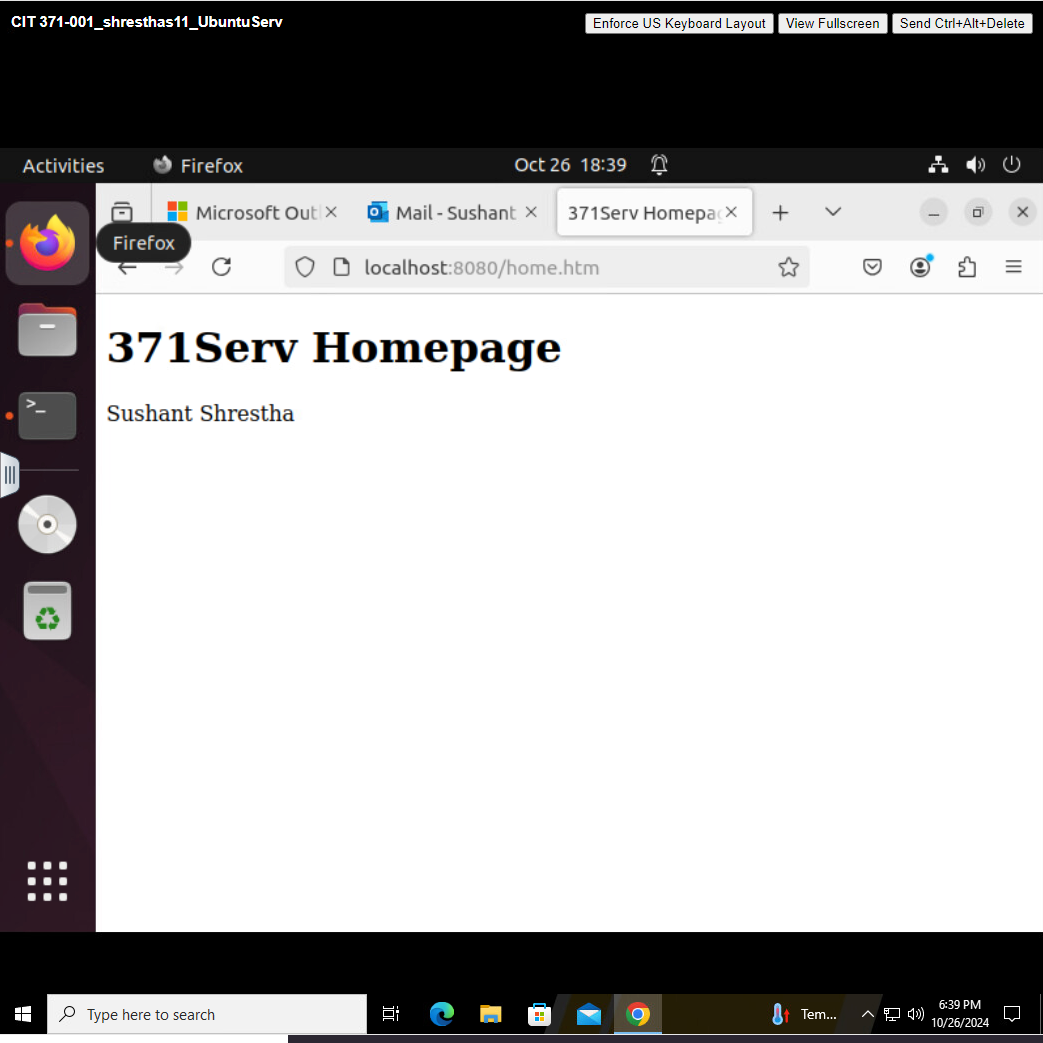 CIT 371-001_shresthas11_UbuntuServ
Enforce US Keyboard Layout View Fullscreen Send Ctrl+Alt+Delete
Activities Firefox Oct 26 18:39
Microsoft Outl Mail - Sushant 371Serv Homepag
Firefox
localhost:8080/home.htm
371Serv Homepage
Sushant Shrestha
>_
Type here to search
Tem...
6:39 PM
10/26/2024